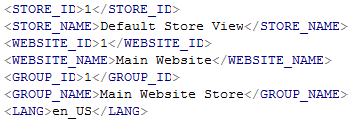 <STORE_ID>1</STORE_ID>
<STORE_NAME>Default Store View</STORE_NAME>
<WEBSITE_ID>1</WEBSITE_ID>
<WEBSITE_NAME>Main Website</WEBSITE_NAME>
<GROUP_ID>1</GROUP_ID>
<GROUP_NAME>Main Website Store</GROUP_NAME>
<LANG>en_US</LANG>